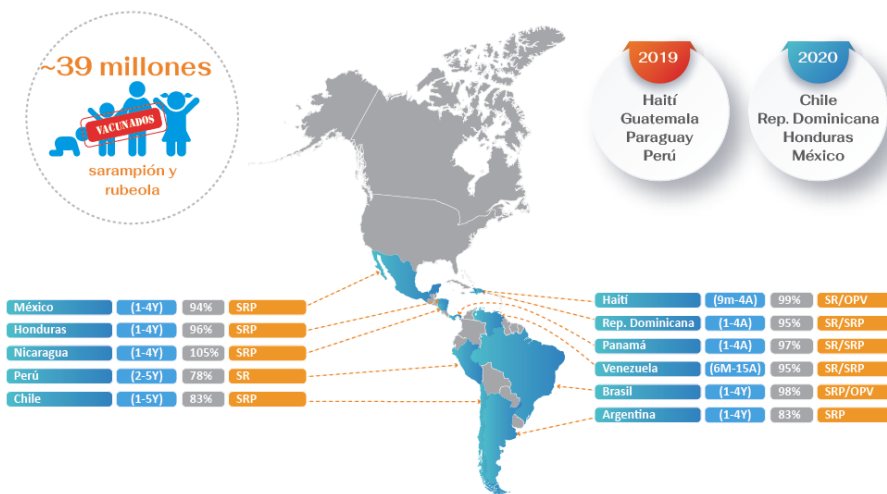 ~39 millones
VACUNADOS
sarampión y
rubeola
2019
Haití
Guatemala
Paraguay
Perú
2020
Chile
Rep. Dominicana
Honduras
México
México (1-4Y) 94% SRP
Honduras (1-4Y) 96% SRP
Nicaragua (1-4Y) 105% SRP
Perú (2-5Y) 78% SR
Chile (1-5Y) 83% SRP
Haití (9m-4A) 99% SR/OPV
Rep. Dominicana (1-4A) 95% SR/SRP
Panamá (1-4A) 97% SR/SRP
Venezuela (6M-15A) 95% SR/SRP
Brasil (1-4Y) 98% SRP/OPV
Argentina (1-4Y) 83% SRP